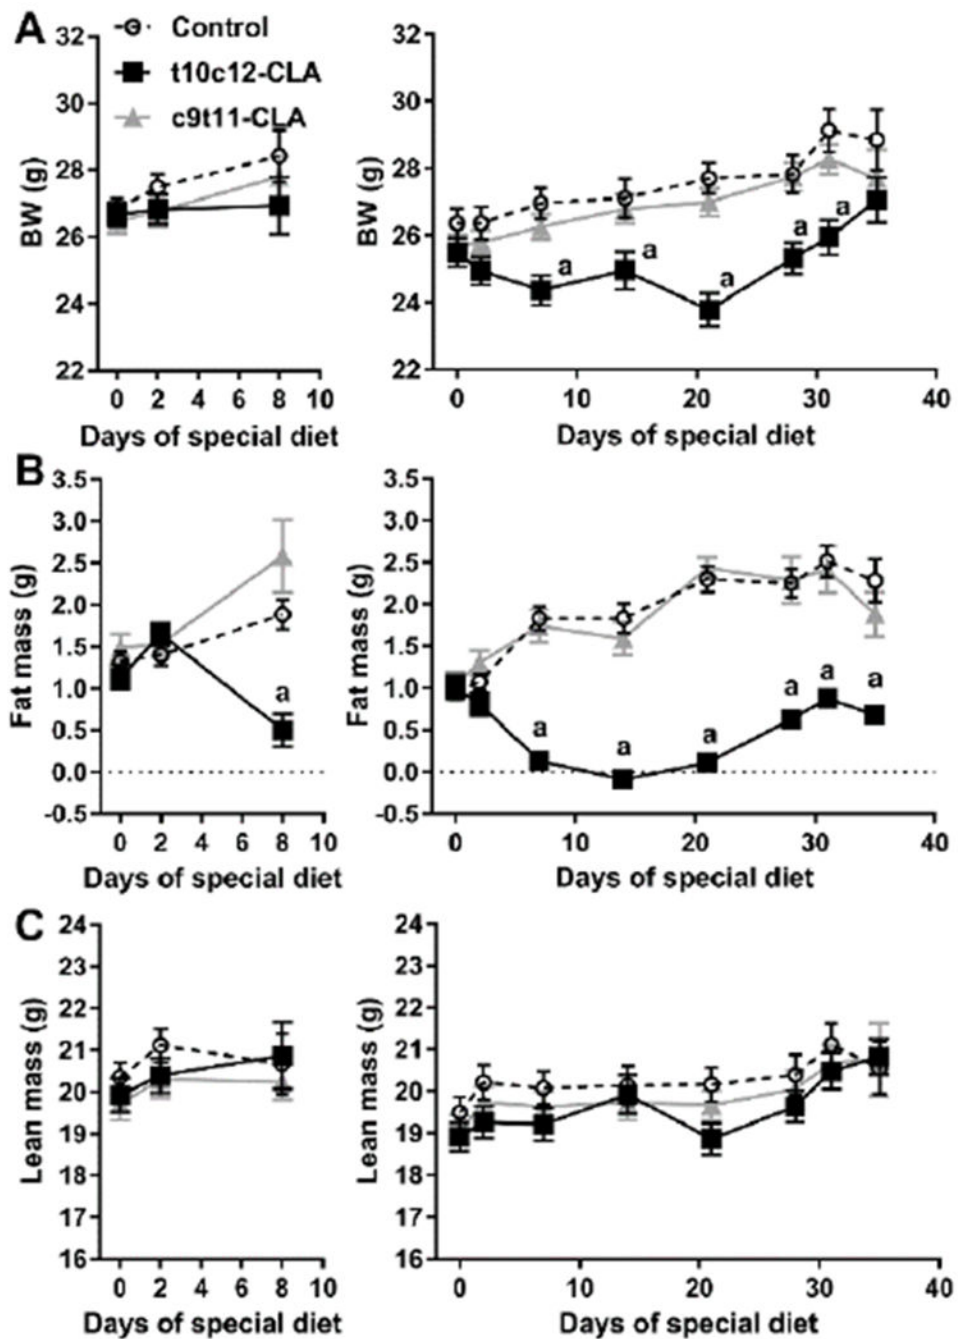 A
Control
t10c12-CLA
c9t11-CLA
BW (g)
32
30
28
26
24
22
0 2 4 6 8 10
Days of special diet
BW (g)
32
30
28
26
24
22
a a a a a
0 10 20 30 40
Days of special diet
B
Fat mass (g)
3.5
3.0
2.5
2.0
1.5
1.0
0.5
0.0
-0.5
a
0 2 4 6 8 10
Days of special diet
Fat mass (g)
3.5
3.0
2.5
2.0
1.5
1.0
0.5
0.0
-0.5
a a a a a a
0 10 20 30 40
Days of special diet
C
Lean mass (g)
24
23
22
21
20
19
18
17
16
0 2 4 6 8 10
Days of special diet
Lean mass (g)
24
23
22
21
20
19
18
17
16
0 10 20 30 40
Days of special diet